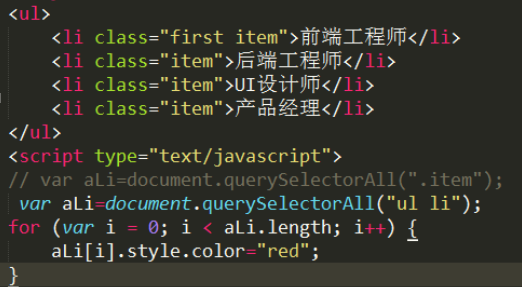 <ul>
<li class="first item">前端工程师</li>
<li class="item">后端工程师</li>
<li class="item">UI设计师</li>
<li class="item">产品经理</li>
</ul>
<script type="text/javascript">
// var aLi=document.querySelectorAll(".item");
var aLi=document.querySelectorAll("ul li");
for (var i = 0; i < aLi.length; i++) {
aLi[i].style.color="red";
}